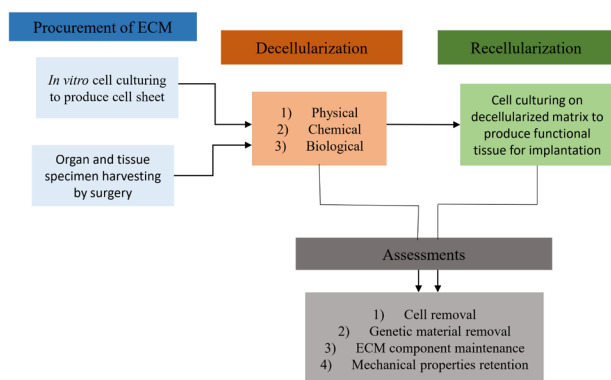 Procurement of ECM
Decellularization
Recellularization
In vitro cell culturing
to produce cell sheet
Organ and tissue
specimen harvesting
by surgery
1) Physical
2) Chemical
3) Biological
Cell culturing on
decellularized matrix to
produce functional
tissue for implantation
Assessments
1) Cell removal
2) Genetic material removal
3) ECM component maintenance
4) Mechanical properties retention